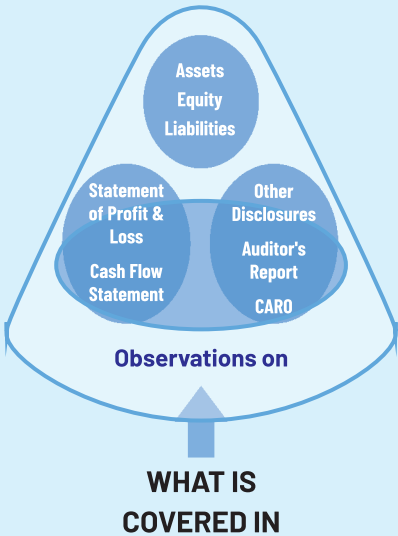 Assets
Equity
Liabilities
Statement
of Profit &
Loss
Cash Flow
Statement
Other
Disclosures
Auditor's
Report
CARO
Observations on
WHAT IS
COVERED IN